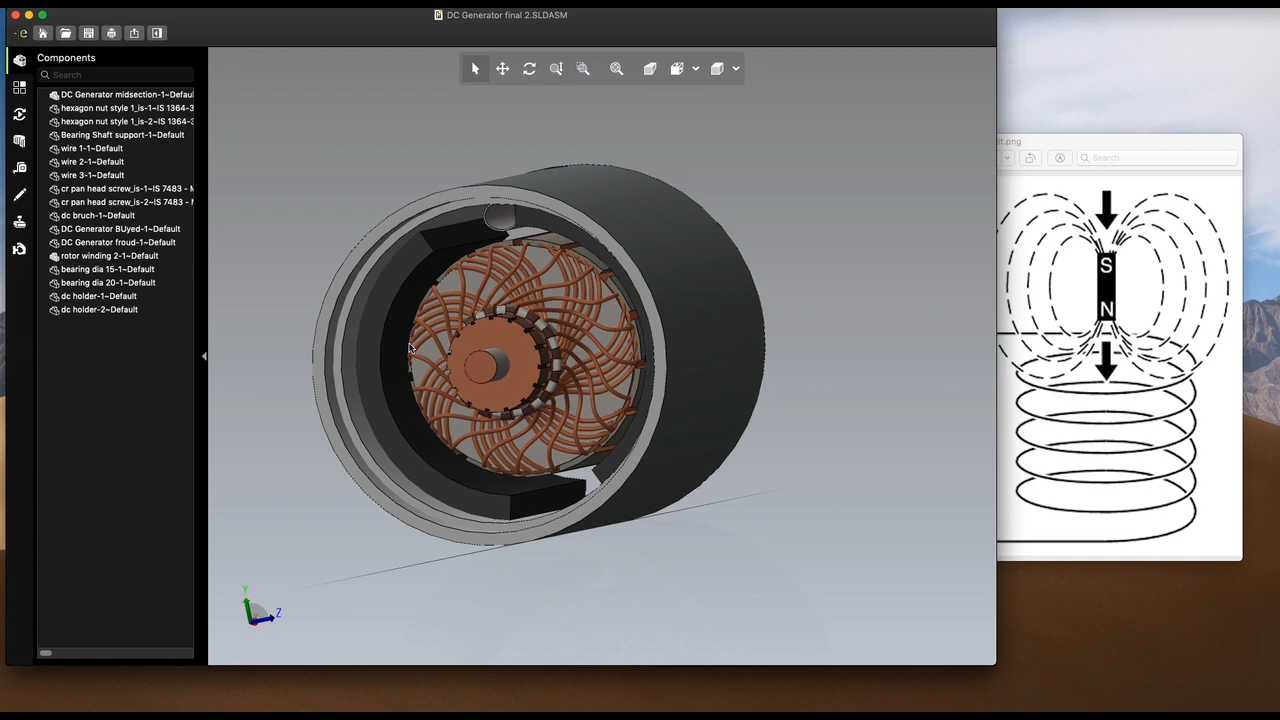 DC Generator final 2.SLDASM
Components
Search
DC Generator midsection-1~Defaul
hexagon nut style 1_is-1~IS 1364-3
hexagon nut style 1_is-2~IS 1364-3
Bearing Shaft support-1~Default
wire 1-1~Default
wire 2-1~Default
wire 3-1~Default
cr pan head screw_is-1~IS 7483 - M
cr pan head screw_is-2~IS 7483 - M
dc bruch-1~Default
DC Generator BUyed-1~Default
DC Generator froud-1~Default
rotor winding 2-1~Default
bearing dia 15-1~Default
bearing dia 20-1~Default
dc holder-1~Default
dc holder-2~Default
Y
Z
it.png
Search
S
N